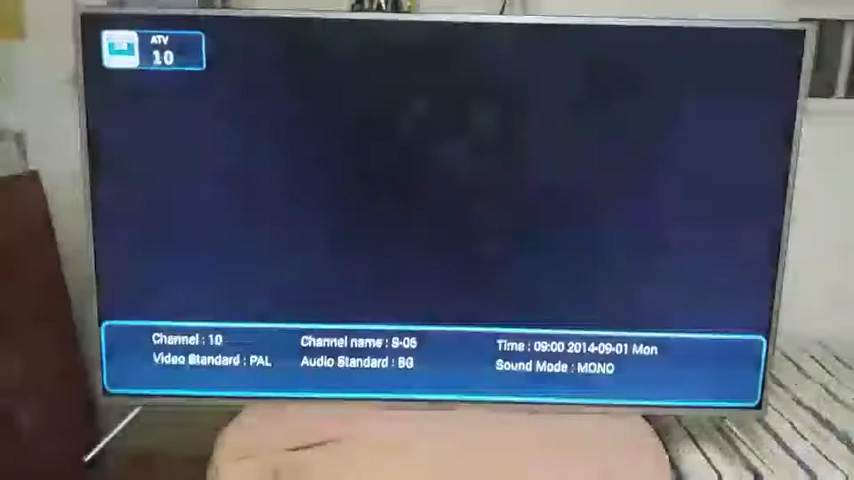 ATV
10
Channel : 10
Channel name : S-05
Time : 09:00 2014-09-01 Mon
Video Standard : PAL
Audio Standard : BG
Sound Mode : MONO